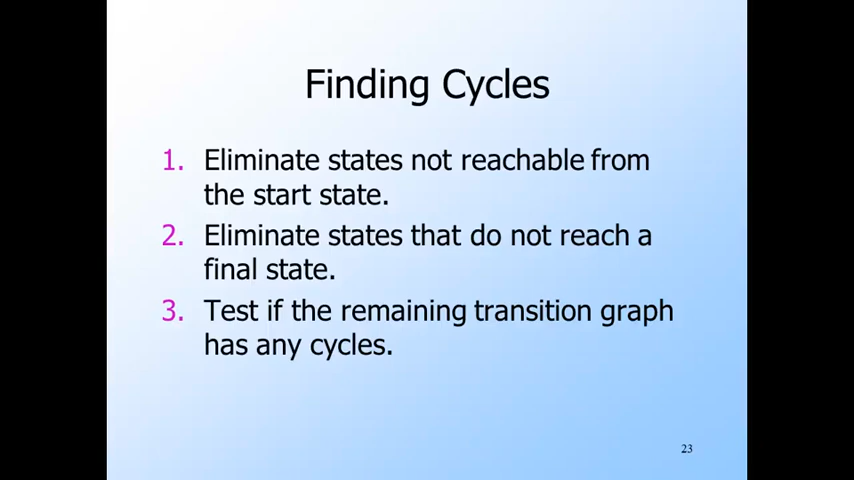 Finding Cycles
1. Eliminate states not reachable from
the start state.
2. Eliminate states that do not reach a
final state.
3. Test if the remaining transition graph
has any cycles.
23